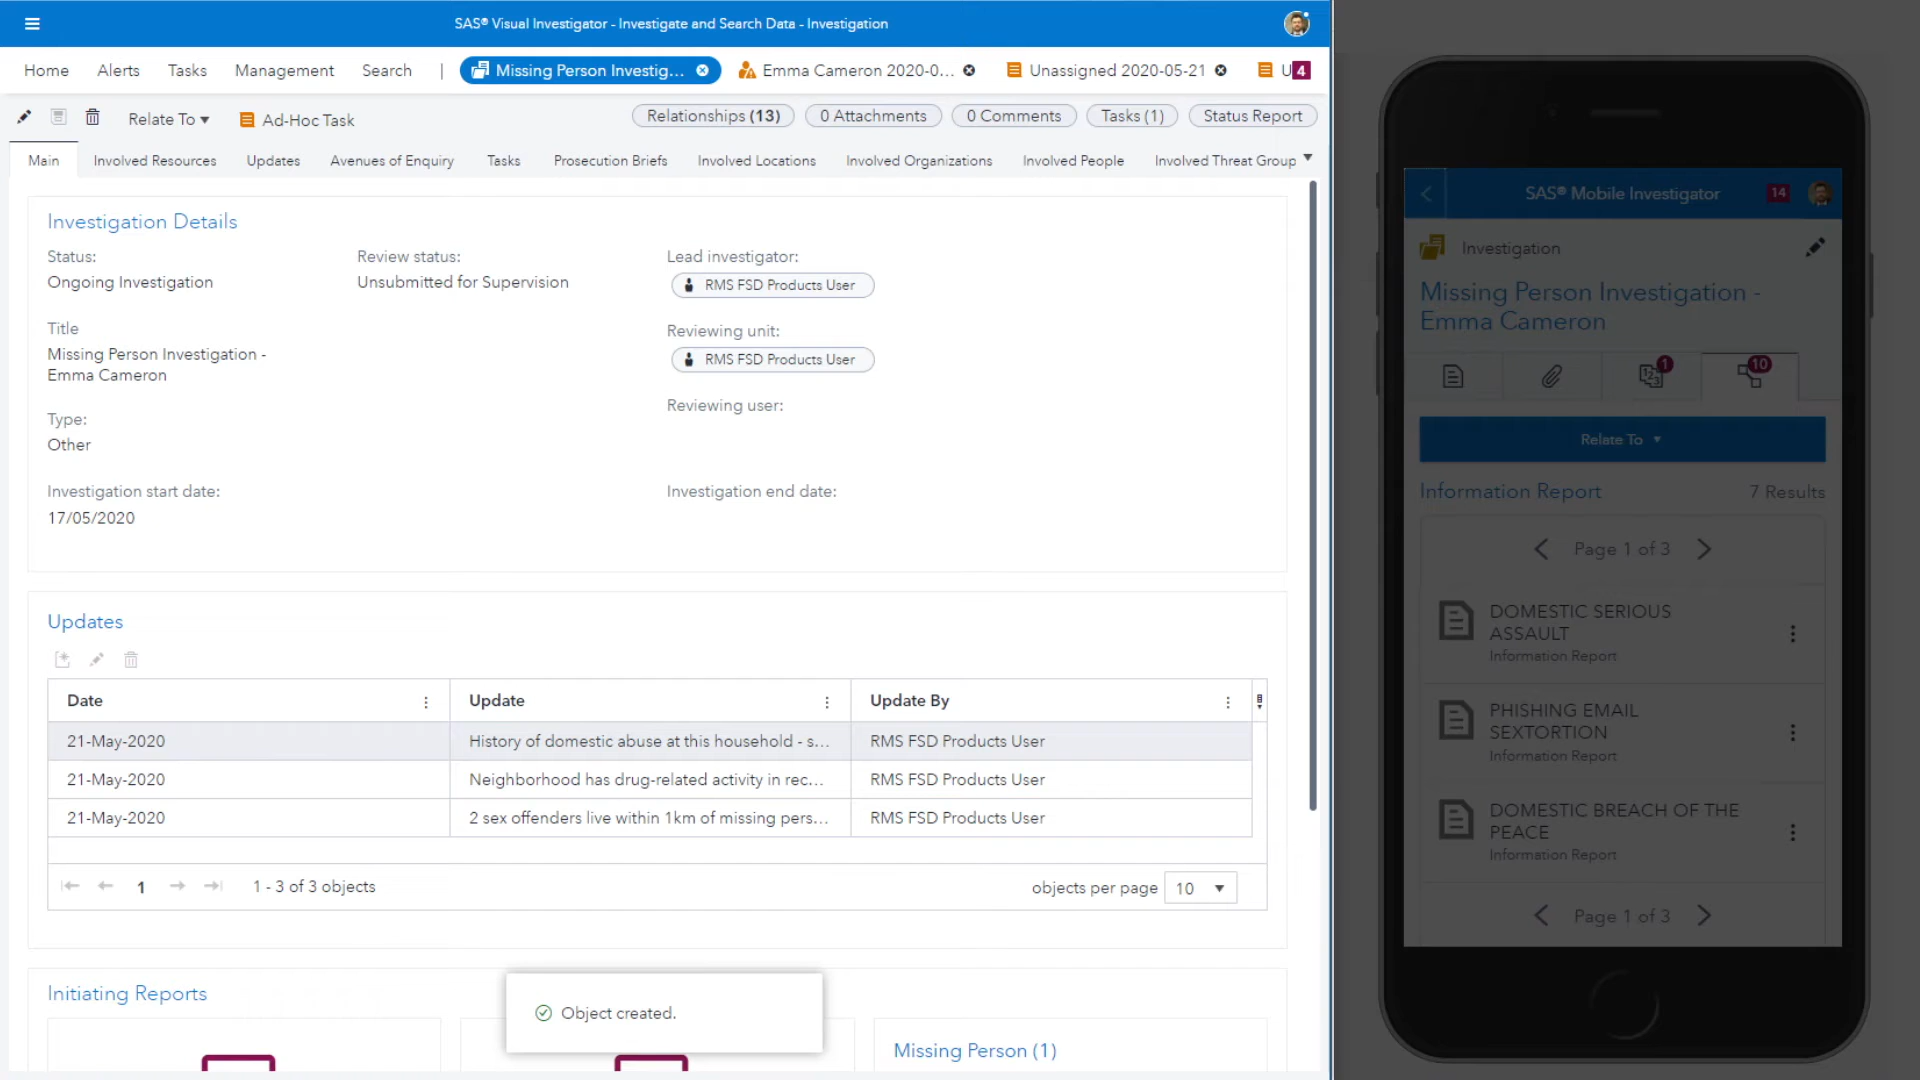 SAS® Visual Investigator - Investigate and Search Data - Investigation
Home
Alerts
Tasks
Management
Search
|
Missing Person Investig...
Emma Cameron 2020-0...
Unassigned 2020-05-21
U
4
Relate To
Ad-Hoc Task
Relationships (13)
0 Attachments
0 Comments
Tasks (1)
Status Report
Main
Involved Resources
Updates
Avenues of Enquiry
Tasks
Prosecution Briefs
Involved Locations
Involved Organizations
Involved People
Involved Threat Group
Investigation Details
Status:
Ongoing Investigation
Review status:
Unsubmitted for Supervision
Lead investigator:
RMS FSD Products User
Title
Missing Person Investigation -
Emma Cameron
Reviewing unit:
RMS FSD Products User
Reviewing user:
Type:
Other
Investigation start date:
17/05/2020
Investigation end date:
Updates
Date
Update
Update By
21-May-2020
History of domestic abuse at this household - s...
RMS FSD Products User
21-May-2020
Neighborhood has drug-related activity in rec...
RMS FSD Products User
21-May-2020
2 sex offenders live within 1km of missing pers...
RMS FSD Products User
1
1 - 3 of 3 objects
objects per page
10
Initiating Reports
Object created.
Missing Person (1)
SAS® Mobile Investigator
14
Investigation
Missing Person Investigation -
Emma Cameron
1
10
Relate To
Information Report
7 Results
Page 1 of 3
DOMESTIC SERIOUS
ASSAULT
Information Report
PHISHING EMAIL
SEXTORTION
Information Report
DOMESTIC BREACH OF THE
PEACE
Information Report
Page 1 of 3